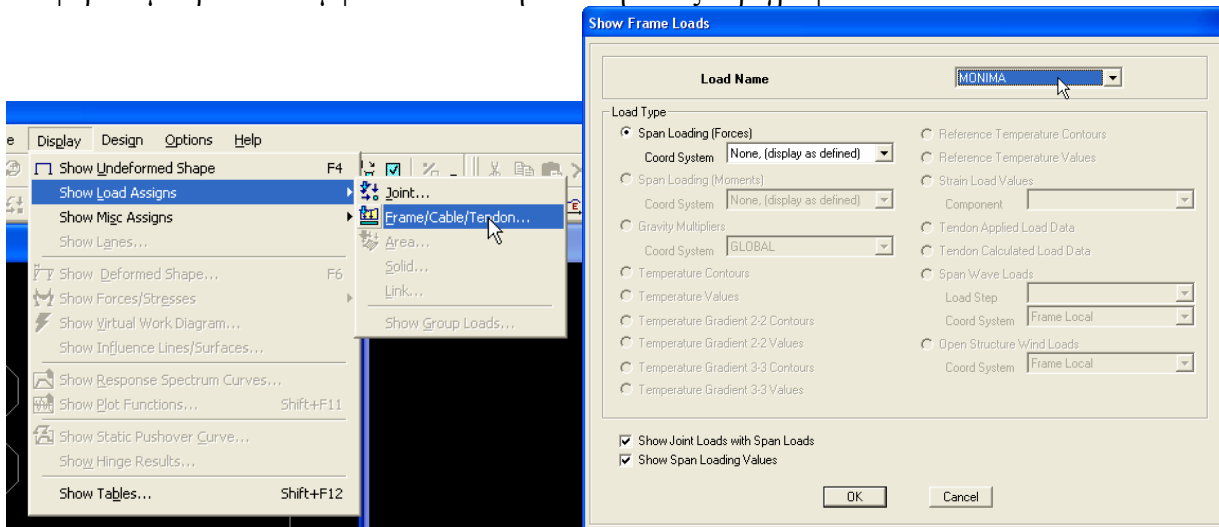 Show Frame Loads
Load Name
MONIMA
Load Type
Span Loading (Forces)
Coord System None, (display as defined)
Span Loading (Moments)
Coord System None, (display as defined)
Gravity Multipliers
Coord System GLOBAL
Temperature Contours
Temperature Values
Temperature Gradient 2-2 Contours
Temperature Gradient 2-2 Values
Temperature Gradient 3-3 Contours
Temperature Gradient 3-3 Values
Reference Temperature Contours
Reference Temperature Values
Strain Load Values
Component
Tendon Applied Load Data
Tendon Calculated Load Data
Span Wave Loads
Load Step
Coord System Frame Local
Open Structure Wind Loads
Coord System Frame Local
Show Joint Loads with Span Loads
Show Span Loading Values
OK Cancel
e Display Design Options Help
Show Undeformed Shape F4
Show Load Assigns
Show Misc Assigns
Show Lanes...
Show Deformed Shape... F6
Show Forces/Stresses
Show Virtual Work Diagram...
Show Influence Lines/Surfaces...
Show Response Spectrum Curves...
Show Plot Functions... Shift+F11
Show Static Pushover Curve...
Show Hinge Results...
Show Tables... Shift+F12
Joint...
Frame/Cable/Tendon...
Area...
Solid...
Link...
Show Group Loads...